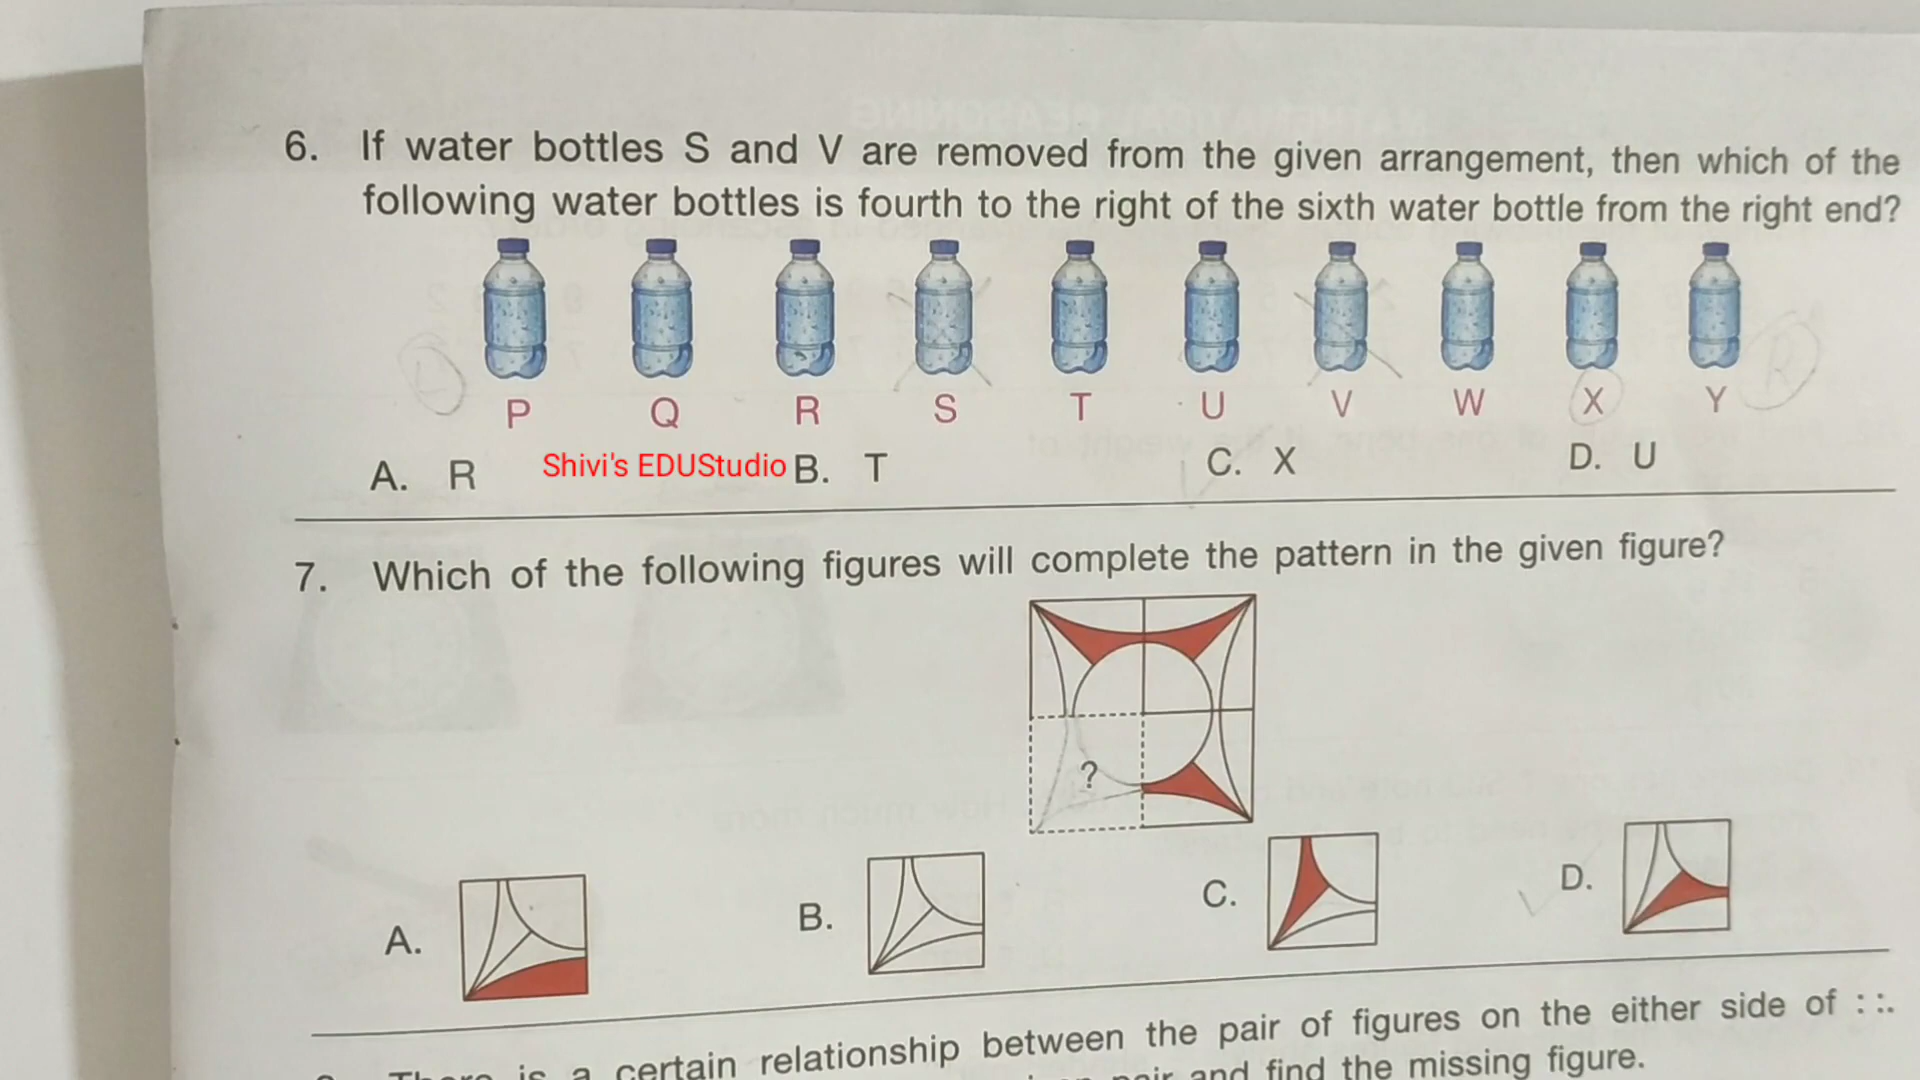 6. If water bottles S and V are removed from the given arrangement, then which of the
following water bottles is fourth to the right of the sixth water bottle from the right end?
L R
P Q R S T U V W X Y
A. R Shivi's EDUStudio B. T C. X D. U
7. Which of the following figures will complete the pattern in the given figure?
?
A. B. C. D.
There is a certain relationship between the pair of figures on the either side of : :.
pair and find the missing figure.